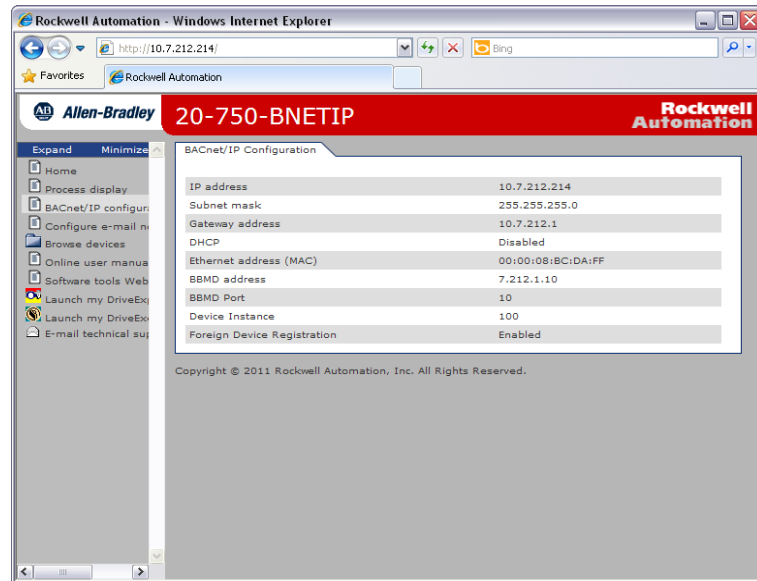 Rockwell Automation - Windows Internet Explorer
http://10.7.212.214/
Bing
Favorites
Rockwell Automation
AB Allen-Bradley
20-750-BNETIP
Rockwell
Automation
Expand Minimize
Home
Process display
BACnet/IP configura
Configure e-mail n
Browse devices
Online user manua
Software tools Web
Launch my DriveEx
Launch my DriveEx
E-mail technical sup
BACnet/IP Configuration
IP address 10.7.212.214
Subnet mask 255.255.255.0
Gateway address 10.7.212.1
DHCP Disabled
Ethernet address (MAC) 00:00:08:BC:DA:FF
BBMD address 7.212.1.10
BBMD Port 10
Device Instance 100
Foreign Device Registration Enabled
Copyright © 2011 Rockwell Automation, Inc. All Rights Reserved.